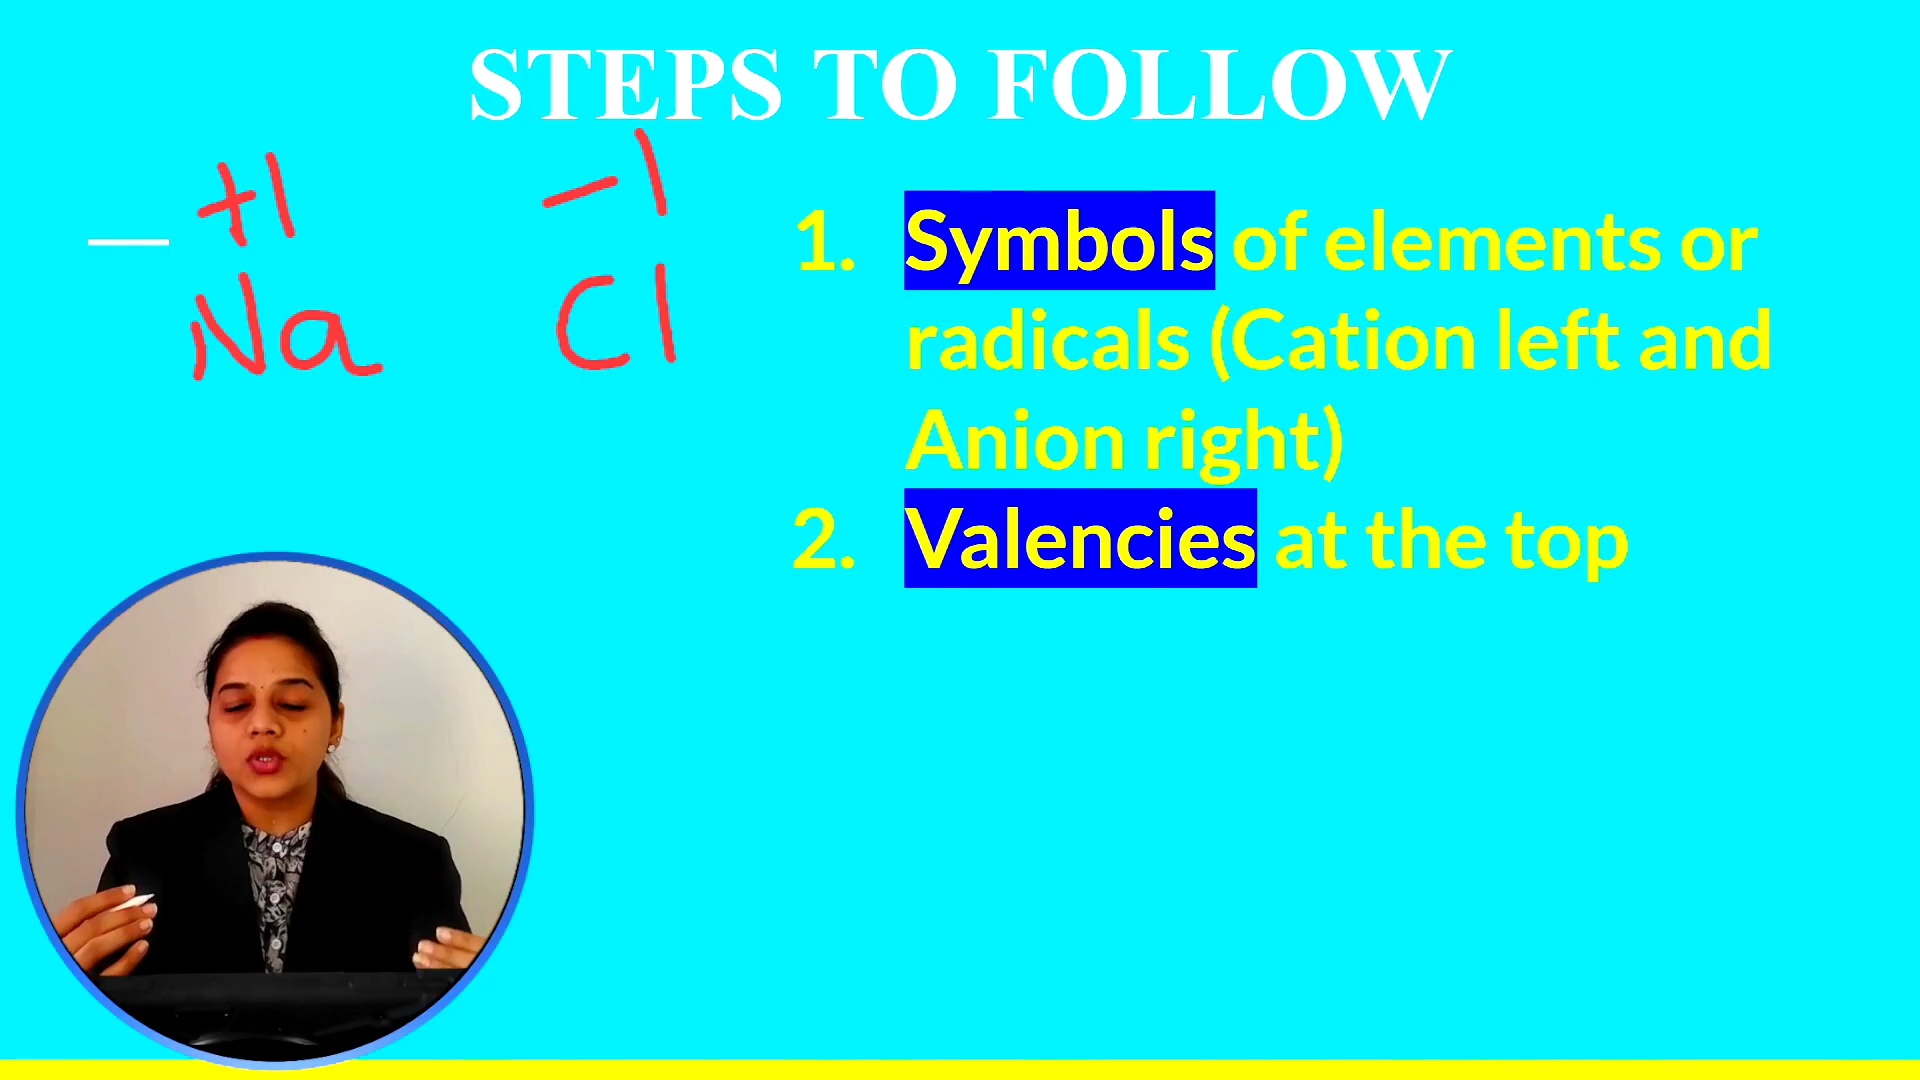 STEPS TO FOLLOW
+1 -1
Na Cl
1. Symbols of elements or
radicals (Cation left and
Anion right)
2. Valencies at the top